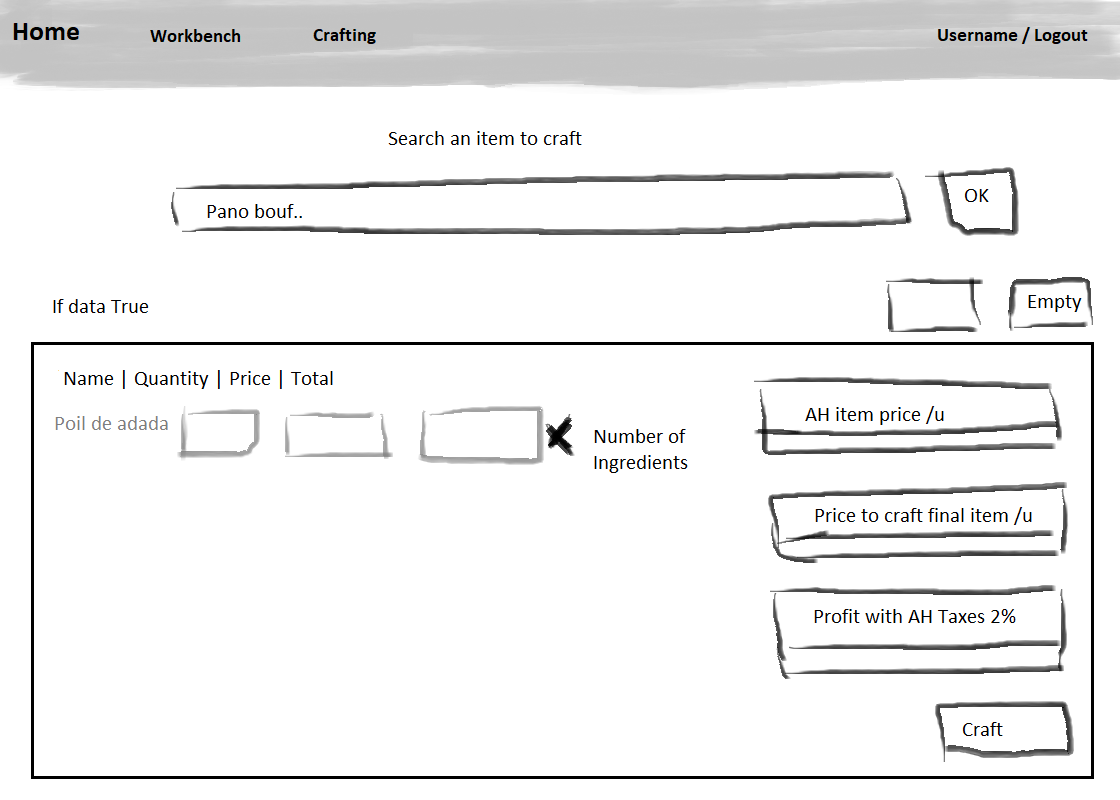 Home Workbench Crafting Username / Logout
Search an item to craft
Pano bouf..
OK
If data True
Empty
Name | Quantity | Price | Total
AH item price /u
Poil de adada
Number of
Ingredients
Price to craft final item /u
Profit with AH Taxes 2%
Craft